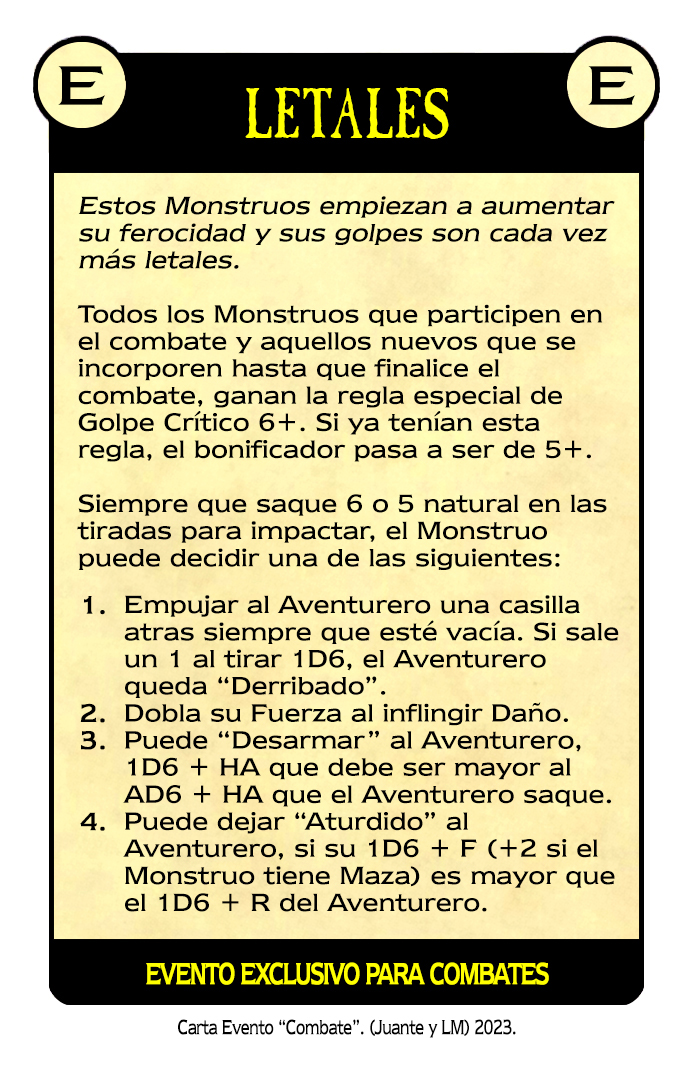 E
E
LETALES
Estos Monstruos empiezan a aumentar
su ferocidad y sus golpes son cada vez
más letales.
Todos los Monstruos que participen en
el combate y aquellos nuevos que se
incorporen hasta que finalice el
combate, ganan la regla especial de
Golpe Crítico 6+. Si ya tenían esta
regla, el bonificador pasa a ser de 5+.
Siempre que saque 6 o 5 natural en las
tiradas para impactar, el Monstruo
puede decidir una de las siguientes:
1. Empujar al Aventurero una casilla
atras siempre que esté vacía. Si sale
un 1 al tirar 1D6, el Aventurero
queda “Derribado”.
2. Dobla su Fuerza al inflingir Daño.
3. Puede “Desarmar” al Aventurero,
1D6 + HA que debe ser mayor al
AD6 + HA que el Aventurero saque.
4. Puede dejar “Aturdido” al
Aventurero, si su 1D6 + F (+2 si el
Monstruo tiene Maza) es mayor que
el 1D6 + R del Aventurero.
EVENTO EXCLUSIVO PARA COMBATES
Carta Evento “Combate”. (Juante y LM) 2023.